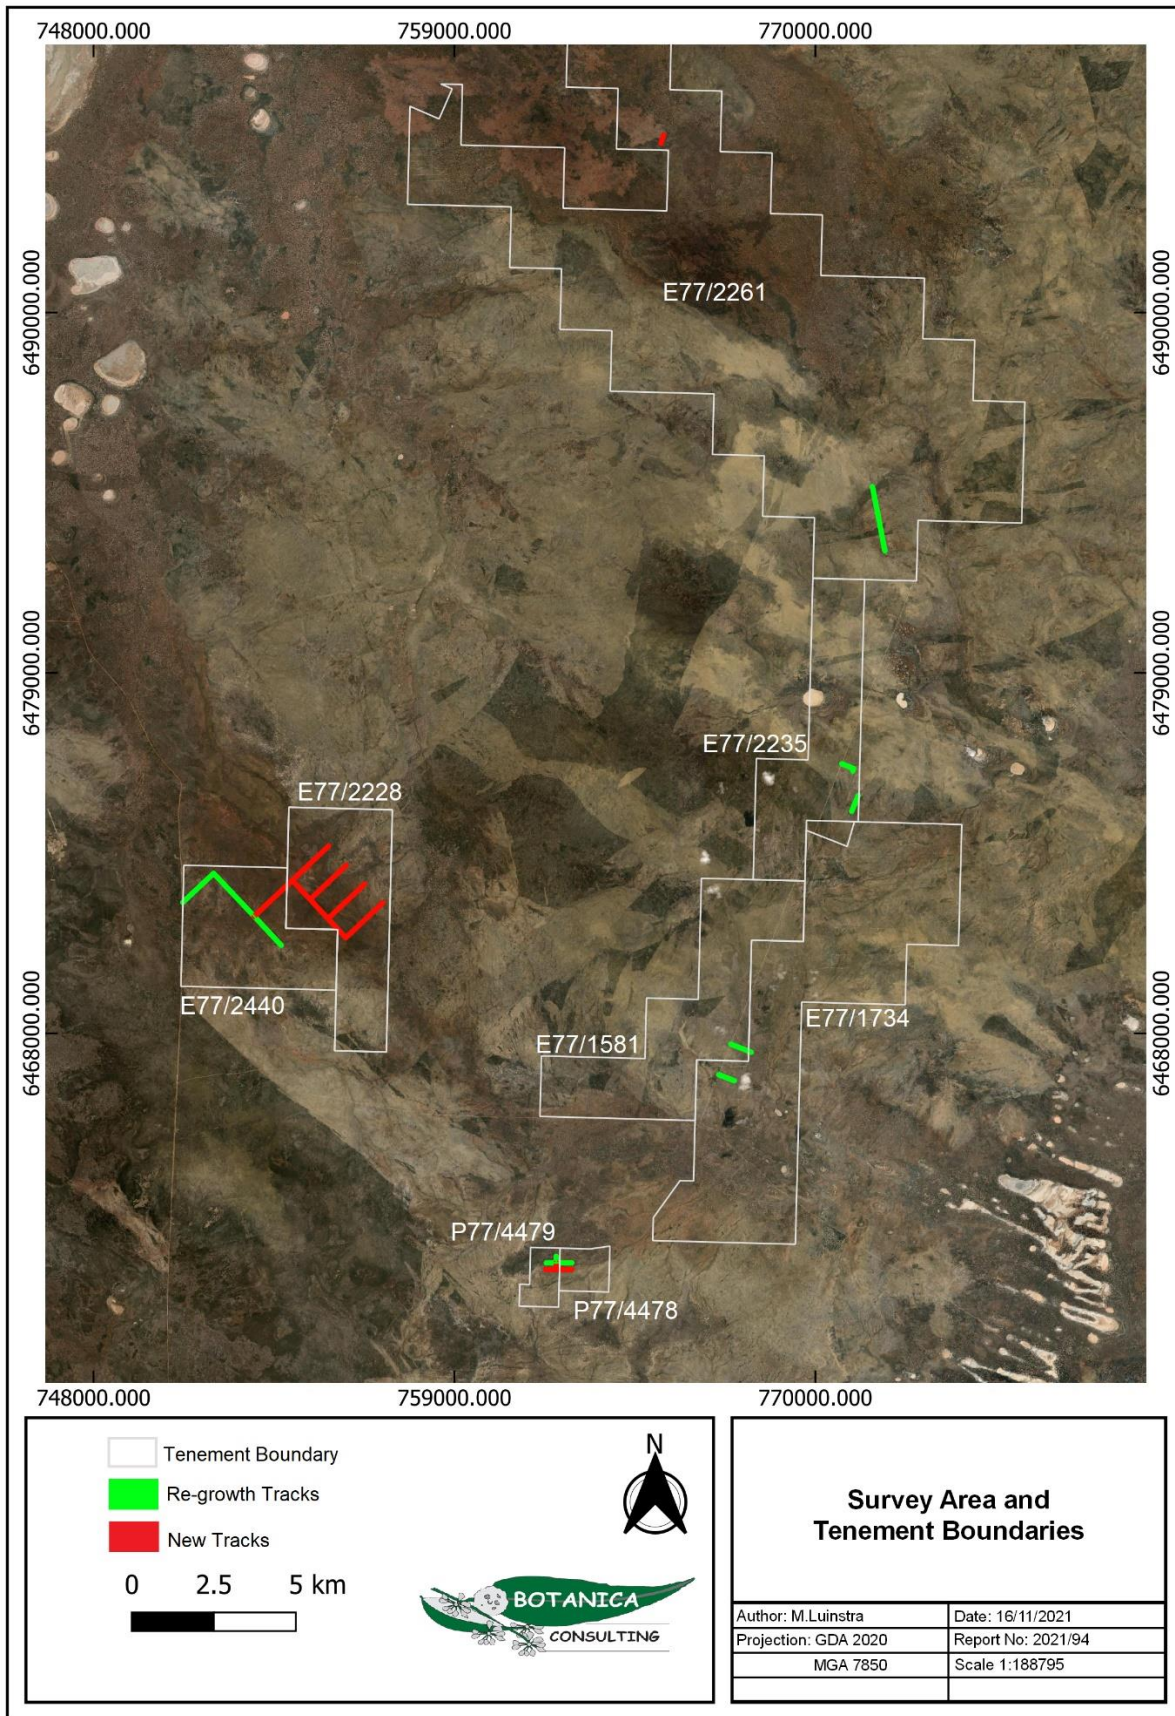 748000.000 759000.000 770000.000
6490000.000
6490000.000
E77/2261
6479000.000
6479000.000
E77/2235
E77/2228
E77/2440
E77/1734
E77/1581
6468000.000
6468000.000
P77/4479
P77/4478
748000.000 759000.000 770000.000
Tenement Boundary
Re-growth Tracks
New Tracks
0 2.5 5 km
N
BOTANICA
CONSULTING
Survey Area and
Tenement Boundaries
Author: M.Luinstra Date: 16/11/2021
Projection: GDA 2020 Report No: 2021/94
MGA 7850 Scale 1:188795